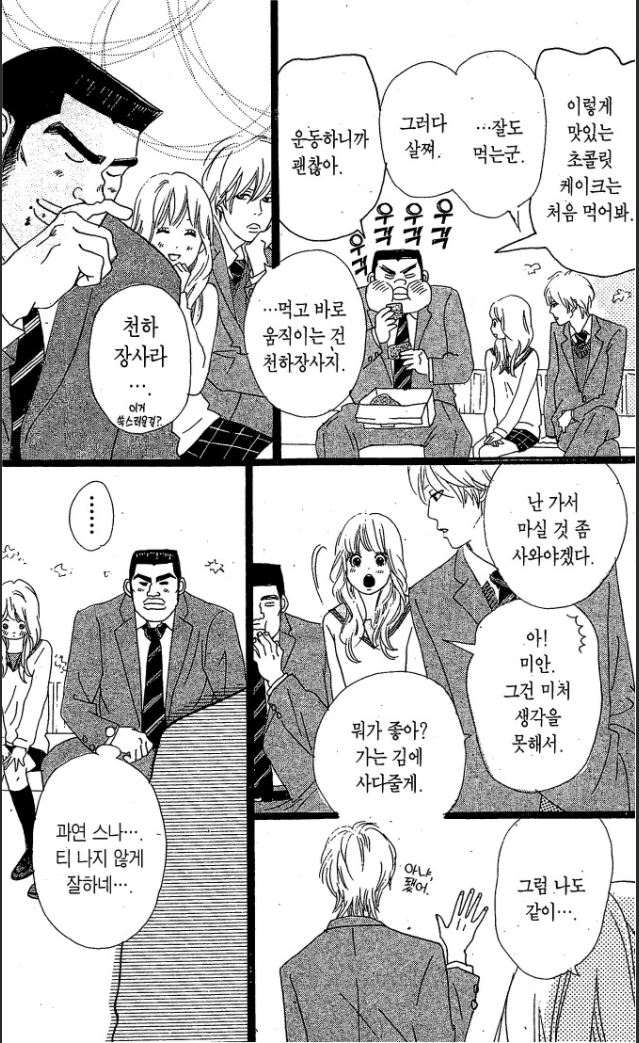 이렇게
맛있는
초콜릿
케이크는
처음 먹어봐.
…잘도
먹는군.
그러다
살쪄.
운동하니까
괜찮아.
우걱
우걱
우걱
…먹고 바로
움직이는 건
천하장사지.
천하
장사라
….
이거
쑥스러운걸?
난 가서
마실 것 좀
사와야겠다.
아!
미안.
그건 미처
생각을
못해서.
뭐가 좋아?
가는 김에
사다줄게.
그럼 나도
같이….
아냐,
됐어.
……
과연 스나….
티 나지 않게
잘하네….